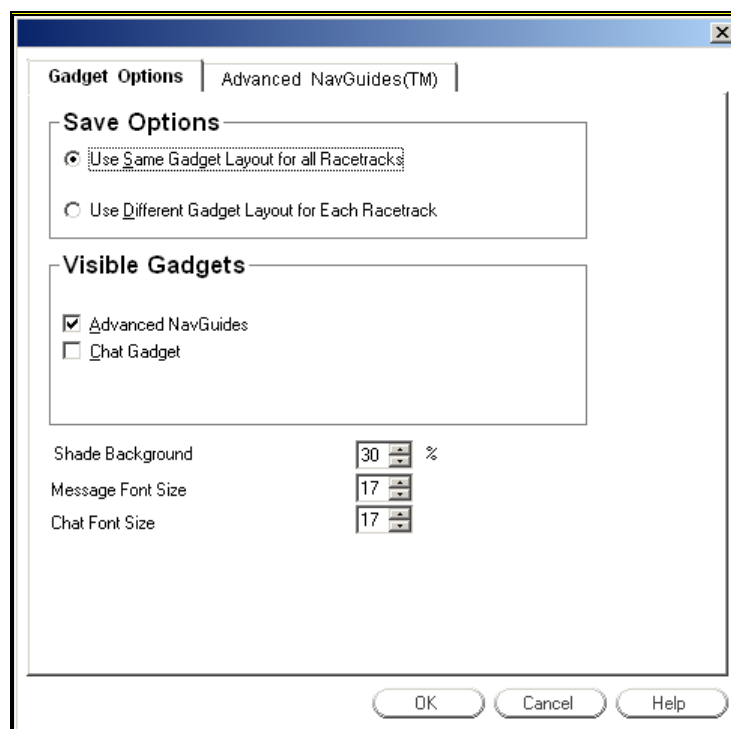 Gadget Options
Advanced NavGuides(TM)
Save Options
Use Same Gadget Layout for all Racetracks
Use Different Gadget Layout for Each Racetrack
Visible Gadgets
Advanced NavGuides
Chat Gadget
Shade Background 30 %
Message Font Size 17
Chat Font Size 17
OK Cancel Help